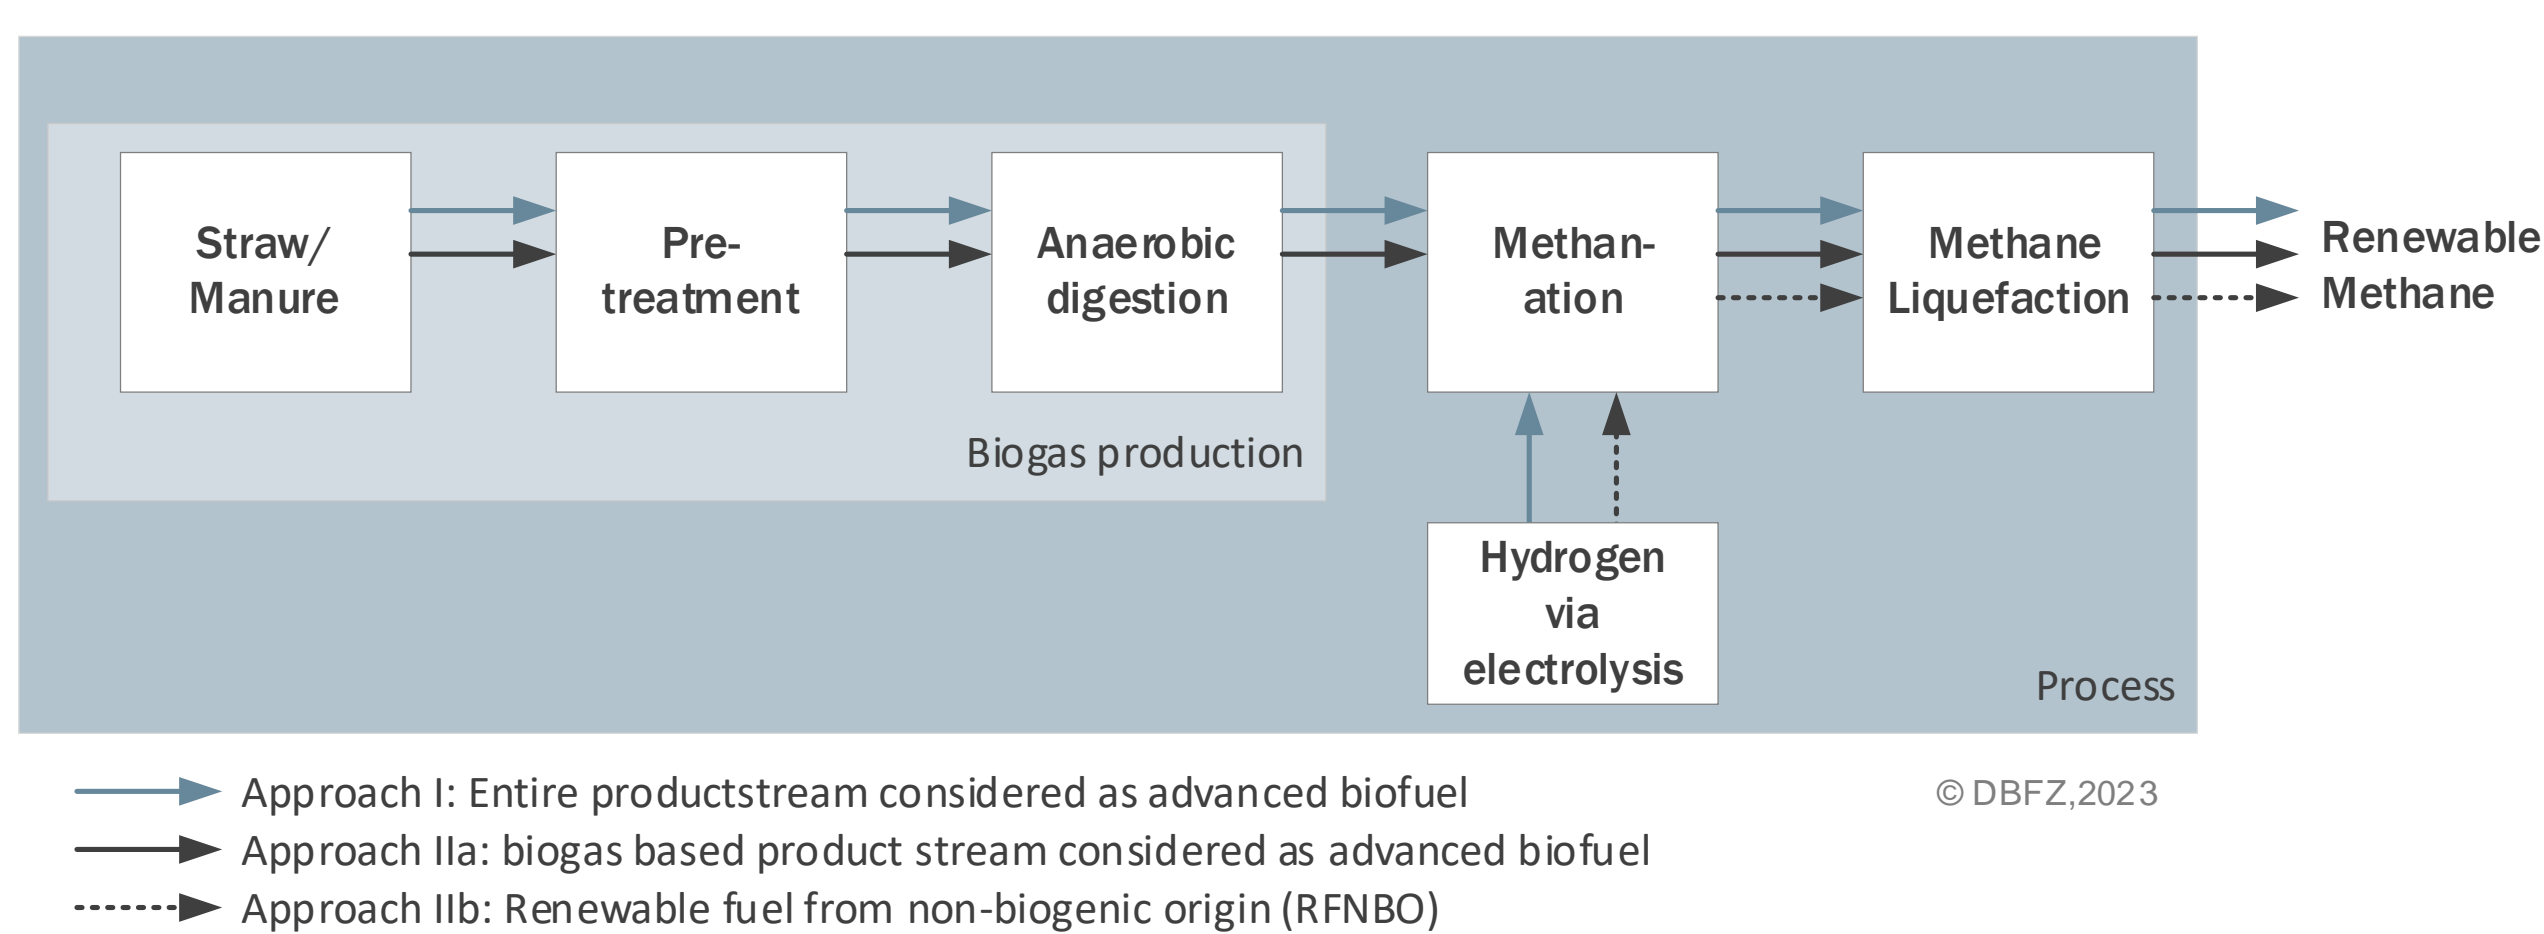 Straw/
Manure
Pre-
treatment
Anaerobic
digestion
Methan-
ation
Methane
Liquefaction
Renewable
Methane
Biogas production
Hydrogen
via
electrolysis
Process
Approach I: Entire productstream considered as advanced biofuel
© DBFZ,2023
Approach IIa: biogas based product stream considered as advanced biofuel
Approach IIb: Renewable fuel from non-biogenic origin (RFNBO)